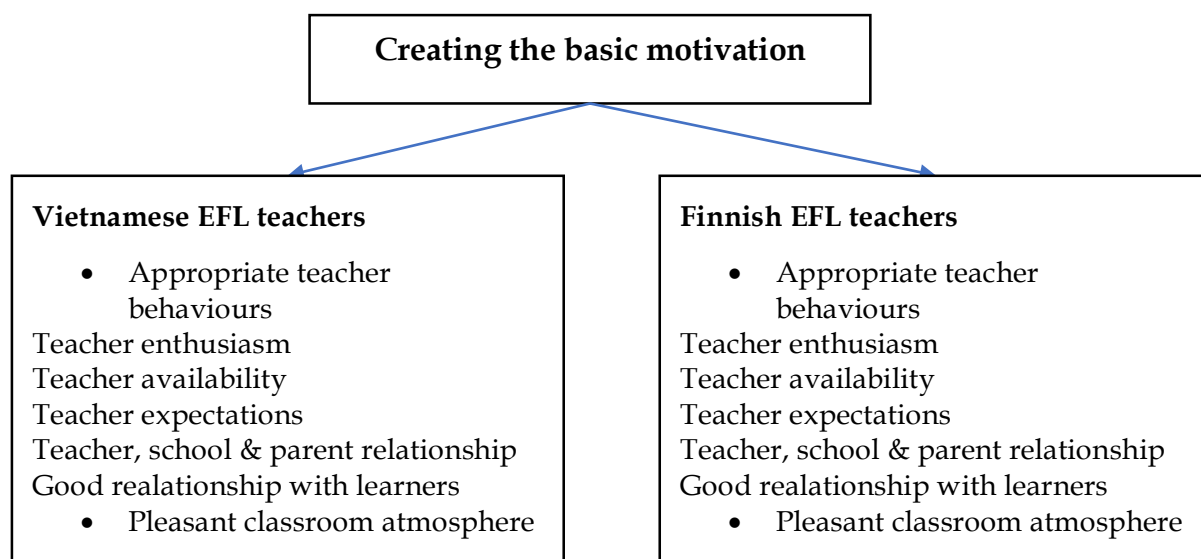 Creating the basic motivation
Vietnamese EFL teachers
• Appropriate teacher
behaviours
Teacher enthusiasm
Teacher availability
Teacher expectations
Teacher, school & parent relationship
Good realationship with learners
• Pleasant classroom atmosphere
Finnish EFL teachers
• Appropriate teacher
behaviours
Teacher enthusiasm
Teacher availability
Teacher expectations
Teacher, school & parent relationship
Good realationship with learners
• Pleasant classroom atmosphere